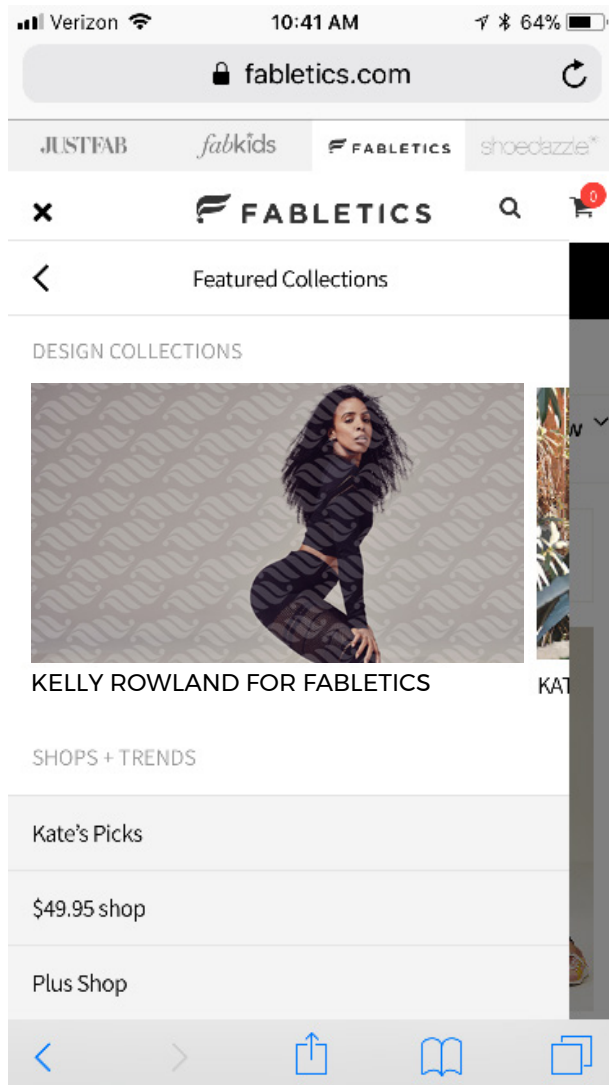 Verizon 10:41 AM 64%
fabletics.com
JUSTFAB fabkids FABLETICS shoedazzle*
FABLETICS 0
Featured Collections
DESIGN COLLECTIONS
KELLY ROWLAND FOR FABLETICS KAT
SHOPS + TRENDS
Kate's Picks
$49.95 shop
Plus Shop